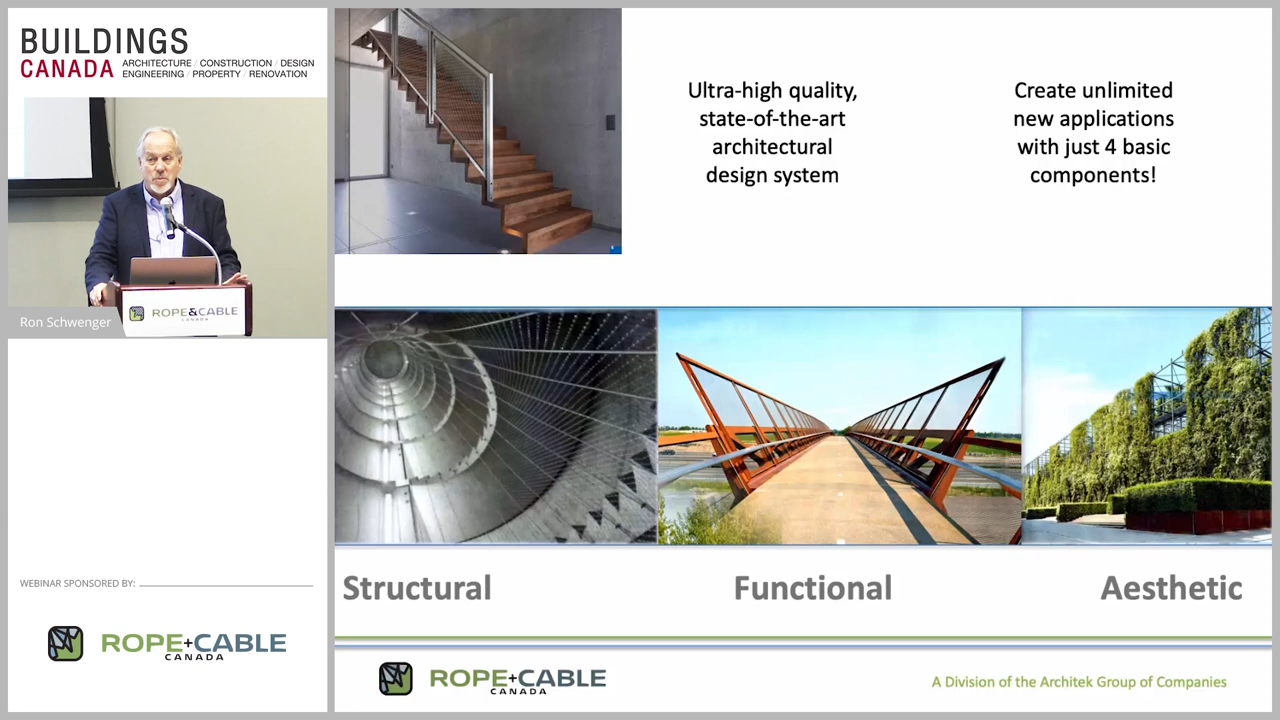 BUILDINGS
CANADA
ARCHITECTURE / CONSTRUCTION / DESIGN
ENGINEERING / PROPERTY / RENOVATION
Ron Schwenger
ROPE&CABLE
CANADA
WEBINAR SPONSORED BY:
ROPE+CABLE
CANADA
Ultra-high quality,
state-of-the-art
architectural
design system
Create unlimited
new applications
with just 4 basic
components!
Structural
Functional
Aesthetic
ROPE+CABLE
CANADA
A Division of the Architek Group of Companies